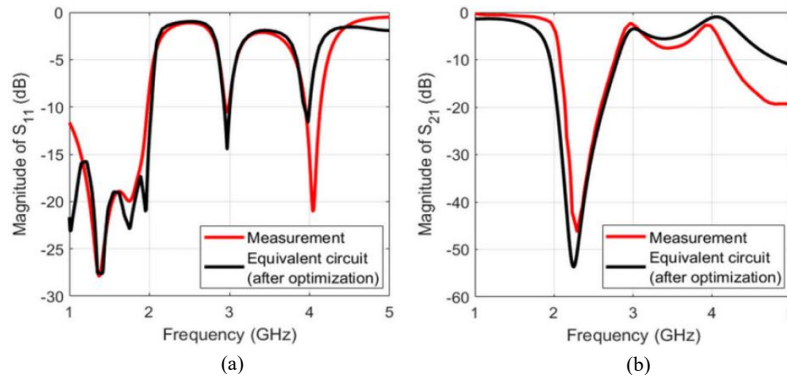 0
-5
-10
-15
-20
-25
-30
Magnitude of S11 (dB)
Measurement
Equivalent circuit
(after optimization)
1 2 3 4 5
Frequency (GHz)
(a)
0
-10
-20
-30
-40
-50
-60
Magnitude of S21 (dB)
Measurement
Equivalent circuit
(after optimization)
1 2 3 4
Frequency (GHz)
(b)